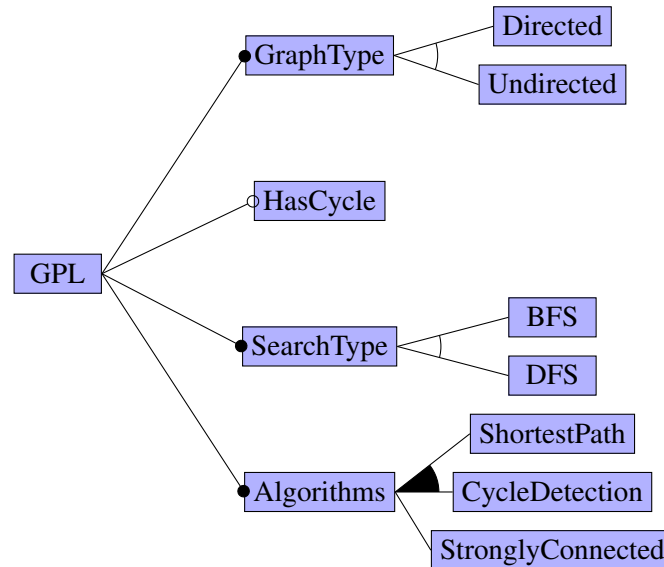 GPL
GraphType
Directed
Undirected
HasCycle
SearchType
BFS
DFS
Algorithms
ShortestPath
CycleDetection
StronglyConnected